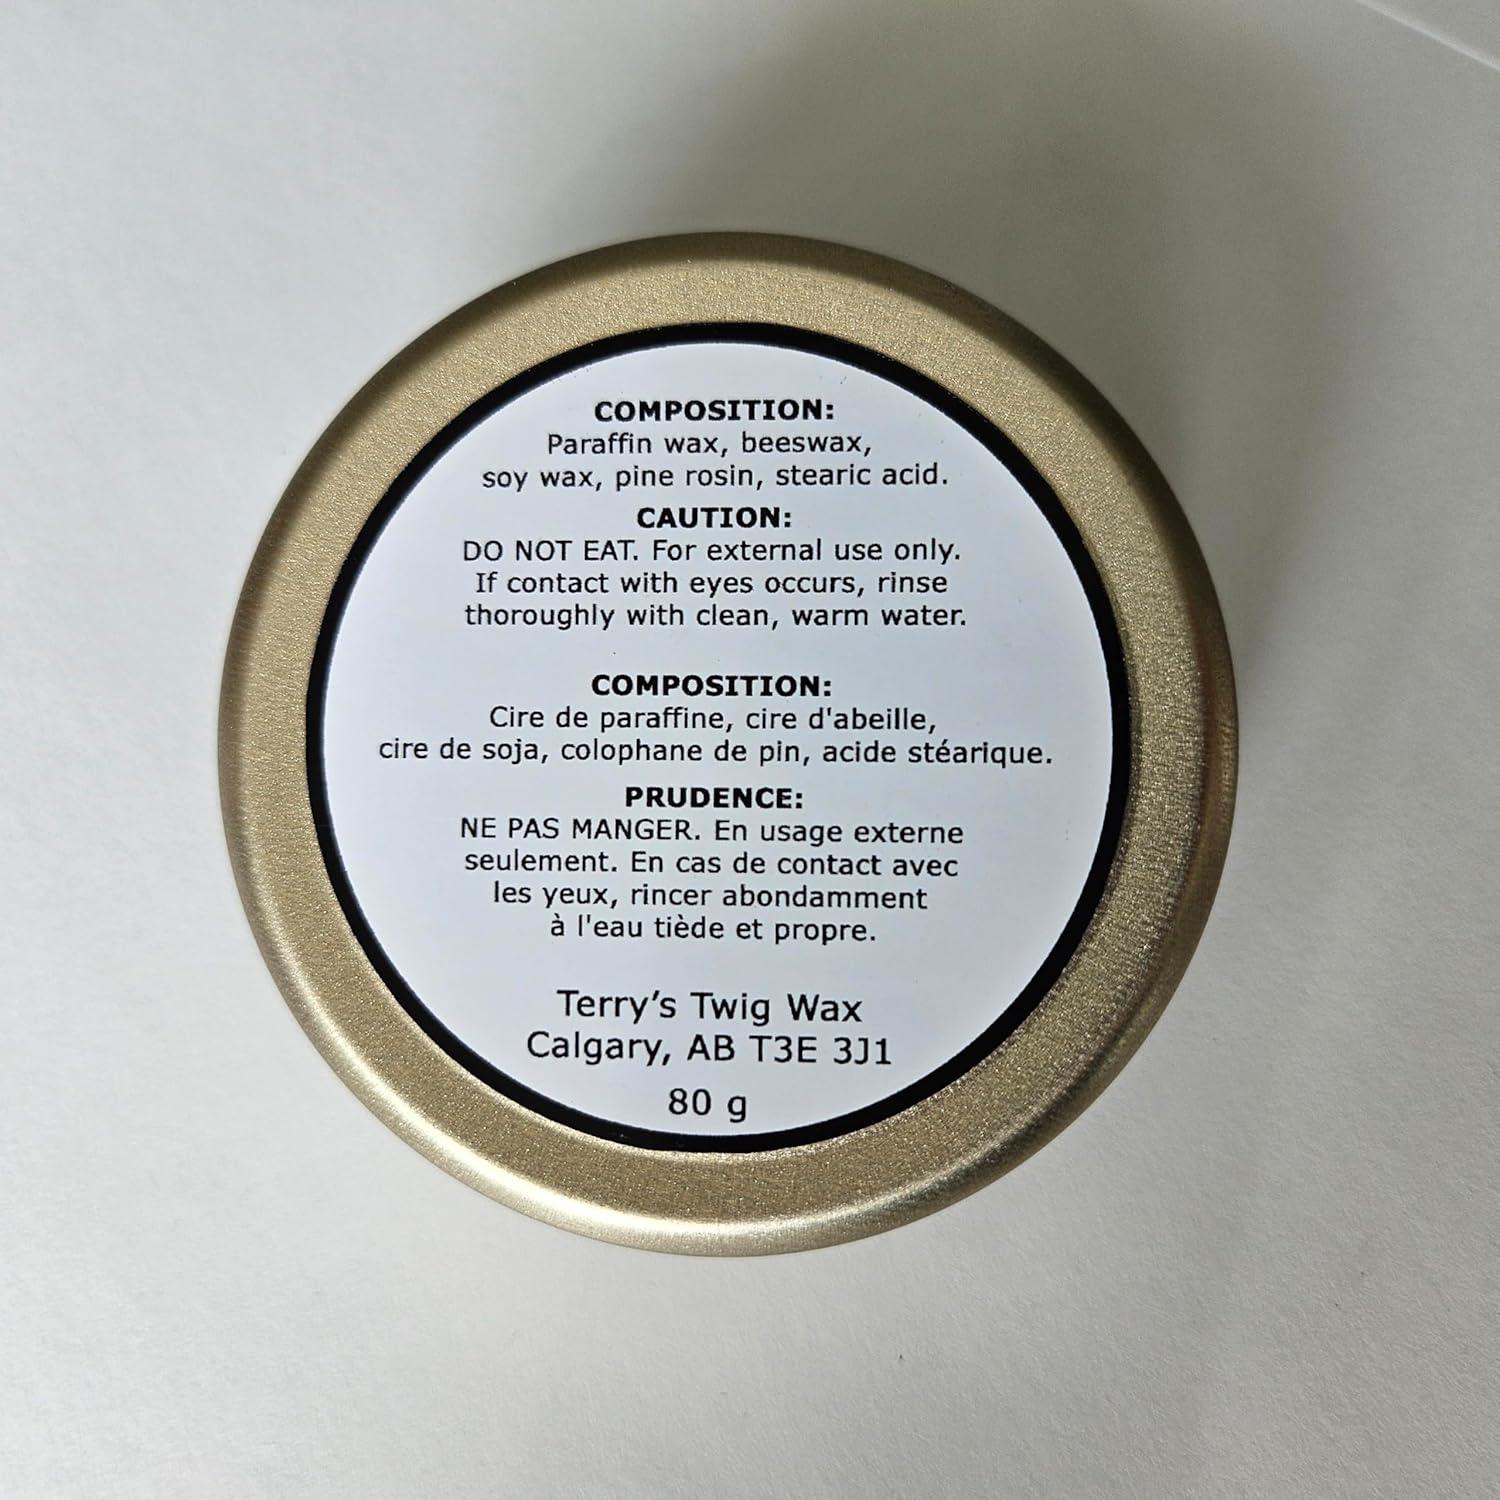 COMPOSITION:
Paraffin wax, beeswax,
soy wax, pine rosin, stearic acid.
CAUTION:
DO NOT EAT. For external use only.
If contact with eyes occurs, rinse
thoroughly with clean, warm water.
COMPOSITION:
Cire de paraffine, cire d'abeille,
cire de soja, colophane de pin, acide stéarique.
PRUDENCE:
NE PAS MANGER. En usage externe
seulement. En cas de contact avec
les yeux, rincer abondamment
à l'eau tiède et propre.
Terry’s Twig Wax
Calgary, AB T3E 3J1
80 g